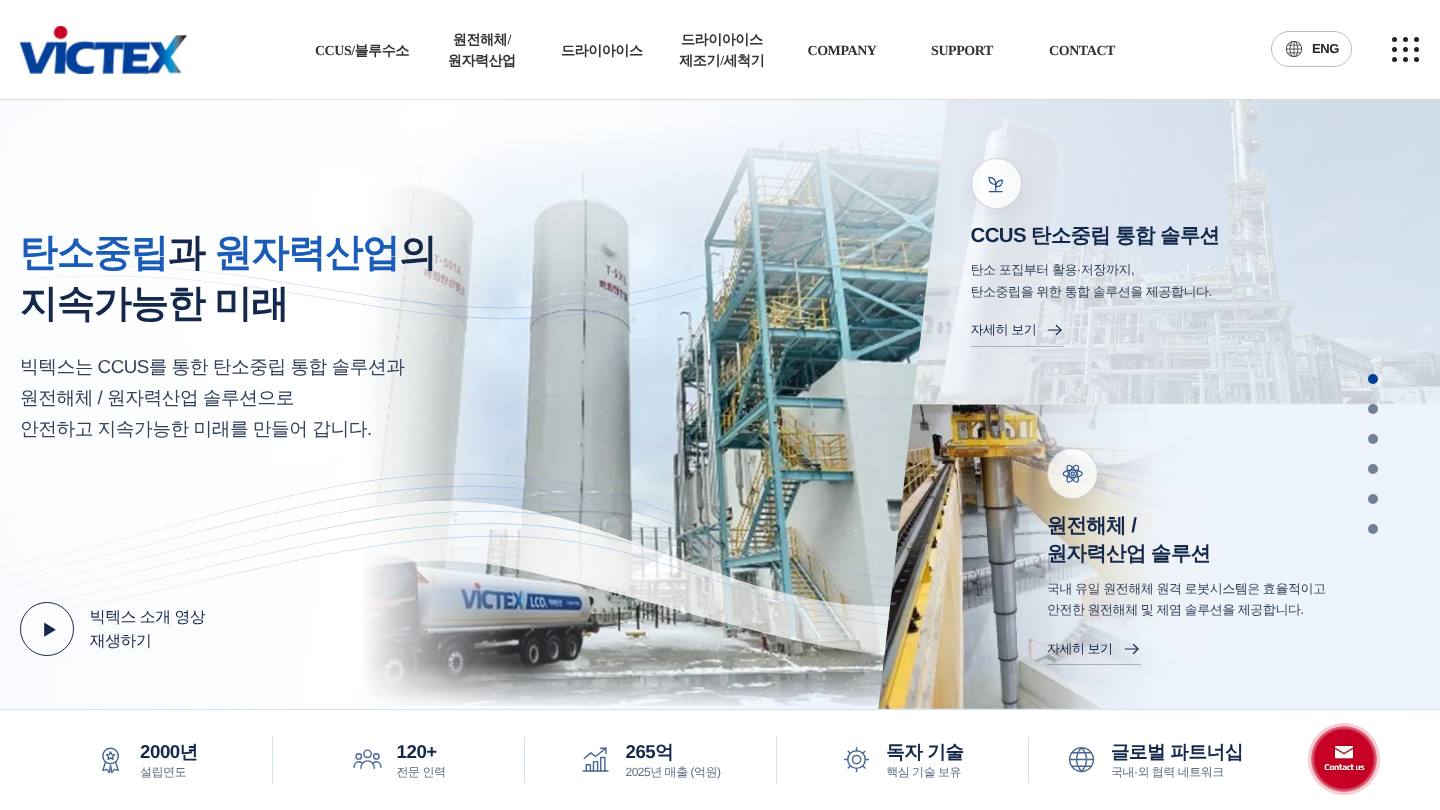 VICTEX
CCUS/블루수소
원전해체/
원자력산업
드라이아이스
드라이아이스
제조기/세척기
COMPANY
SUPPORT
CONTACT
ENG
탄소중립과 원자력산업의
지속가능한 미래
빅텍스는 CCUS를 통한 탄소중립 통합 솔루션과
원전해체 / 원자력산업 솔루션으로
안전하고 지속가능한 미래를 만들어 갑니다.
빅텍스 소개 영상
재생하기
VICTEX LCO₂
CCUS 탄소중립 통합 솔루션
탄소 포집부터 활용·저장까지,
탄소중립을 위한 통합 솔루션을 제공합니다.
자세히 보기
원전해체 /
원자력산업 솔루션
국내 유일 원전해체 원격 로봇시스템은 효율적이고
안전한 원전해체 및 제염 솔루션을 제공합니다.
자세히 보기
2000년
설립연도
120+
전문 인력
265억
2025년 매출 (억원)
독자 기술
핵심 기술 보유
글로벌 파트너십
국내·외 협력 네트워크
Contact us